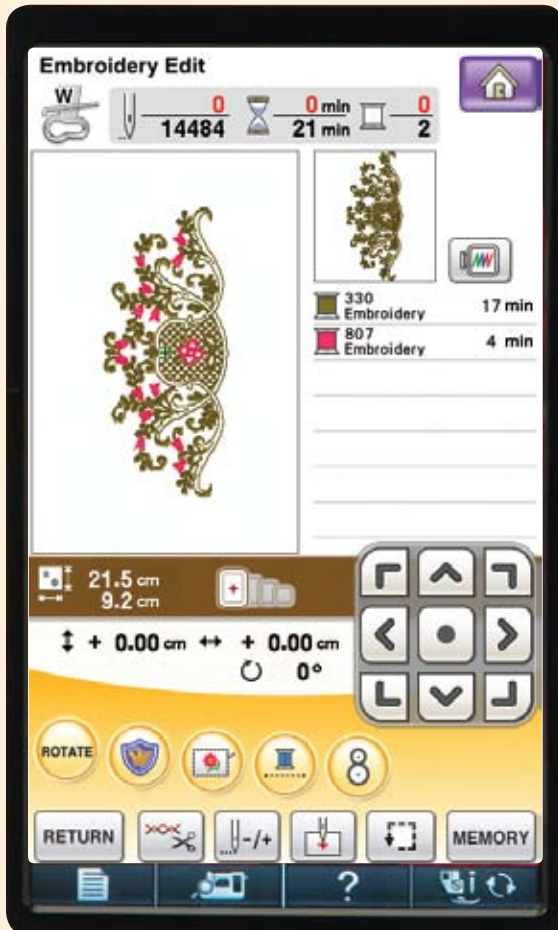 Embroidery Edit
W
0 0 min 0
14484 21 min 2
330
Embroidery 17 min
807
Embroidery 4 min
21.5 cm
9.2 cm
+ 0.00 cm + 0.00 cm
0°
ROTATE 8
RETURN -/+ MEMORY
? i